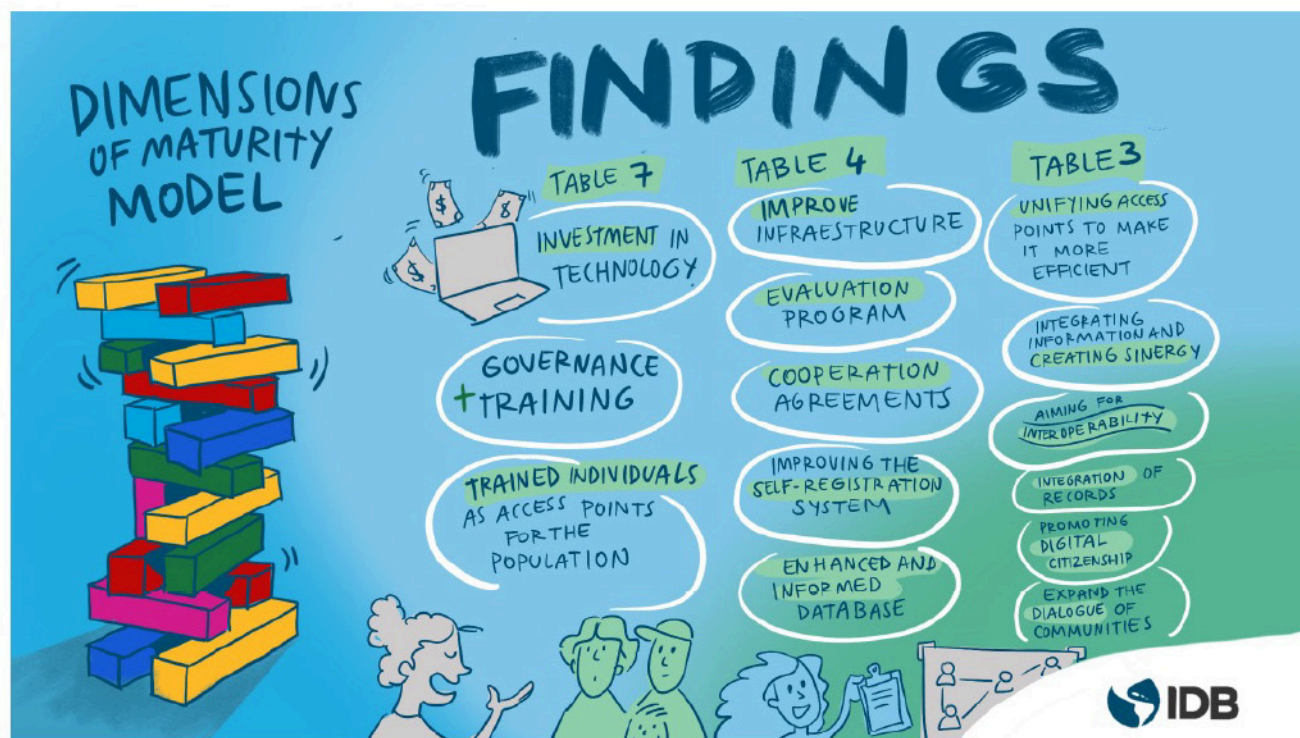 DIMENSIONS
OF MATURITY
MODEL
FINDINGS
TABLE 7
INVESTMENT IN
TECHNOLOGY
GOVERNANCE
+TRAINING
TRAINED INDIVIDUALS
AS ACCESS POINTS
FOR THE
POPULATION
TABLE 4
IMPROVE
INFRAESTRUCTURE
EVALUATION
PROGRAM
COOPERATION
AGREEMENTS
IMPROVING THE
SELF-REGISTRATION
SYSTEM
ENHANCED AND
INFORMED
DATABASE
TABLE 3
UNIFYING ACCESS
POINTS TO MAKE
IT MORE
EFFICIENT
INTEGRATING
INFORMATION AND
CREATING SINERGY
AIMING FOR
INTEROPERABILITY
INTEGRATION OF
RECORDS
PROMOTING
DIGITAL
CITIZENSHIP
EXPAND THE
DIALOGUE OF
COMMUNITIES
$
$
$
IDB